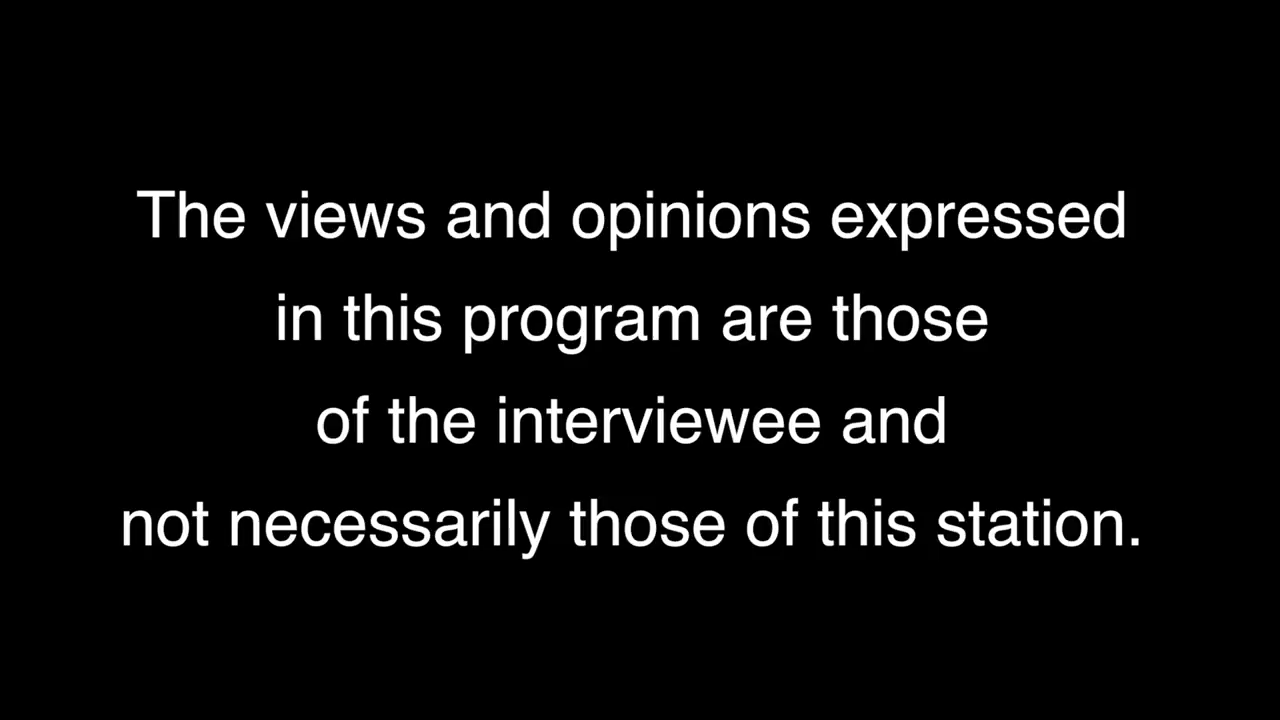 The views and opinions expressed
in this program are those
of the interviewee and
not necessarily those of this station.